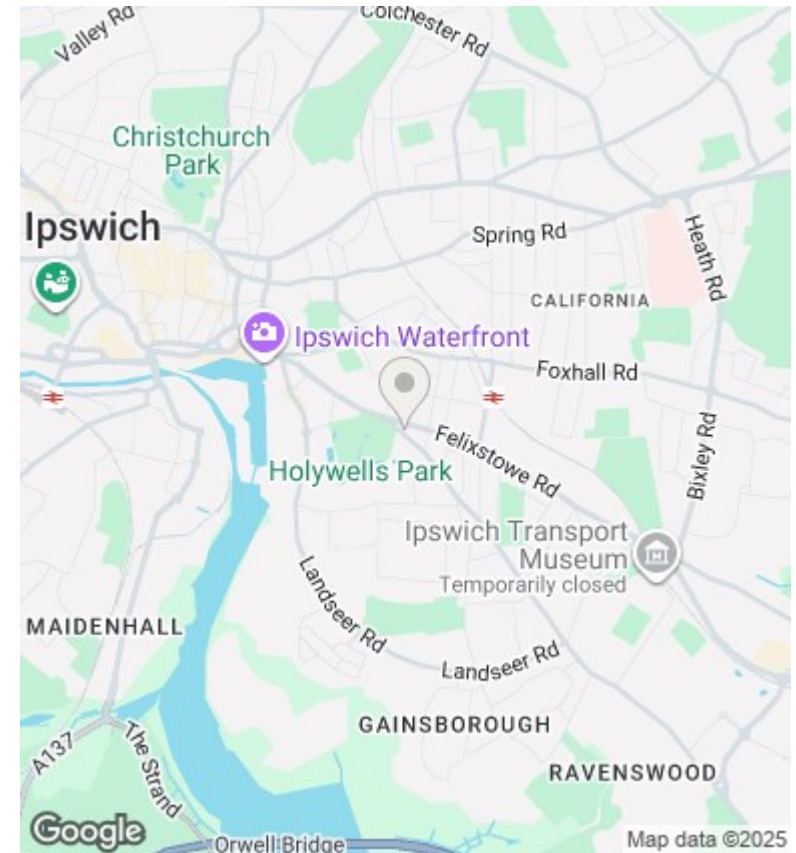 Colchester Rd
Valley Rd
Christchurch
Park
Ipswich
Spring Rd
Heath Rd
CALIFORNIA
Ipswich Waterfront
Foxhall Rd
Felixstowe Rd
Bixley Rd
Holywells Park
Ipswich Transport
Museum
Temporarily closed
Landseer Rd
MAIDENHALL
Landseer Rd
GAINSBOROUGH
A137
The Strand
RAVENSWOOD
Google
Orwell Bridge
Map data ©2025